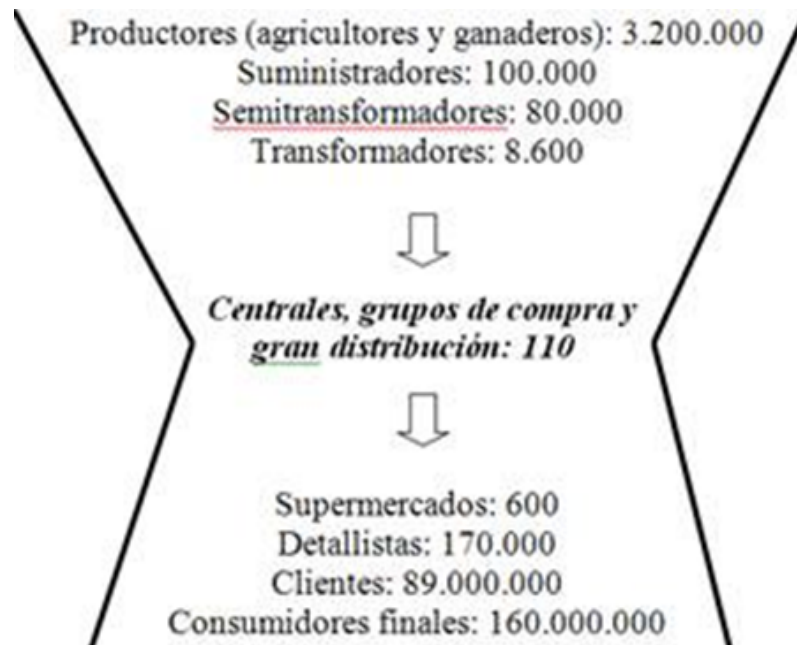 Productores (agricultores y ganaderos): 3.200.000
Suministradores: 100.000
Semitransformadores: 80.000
Transformadores: 8.600
Centrales, grupos de compra y
gran distribución: 110
Supermercados: 600
Detallistas: 170.000
Clientes: 89.000.000
Consumidores finales: 160.000.000